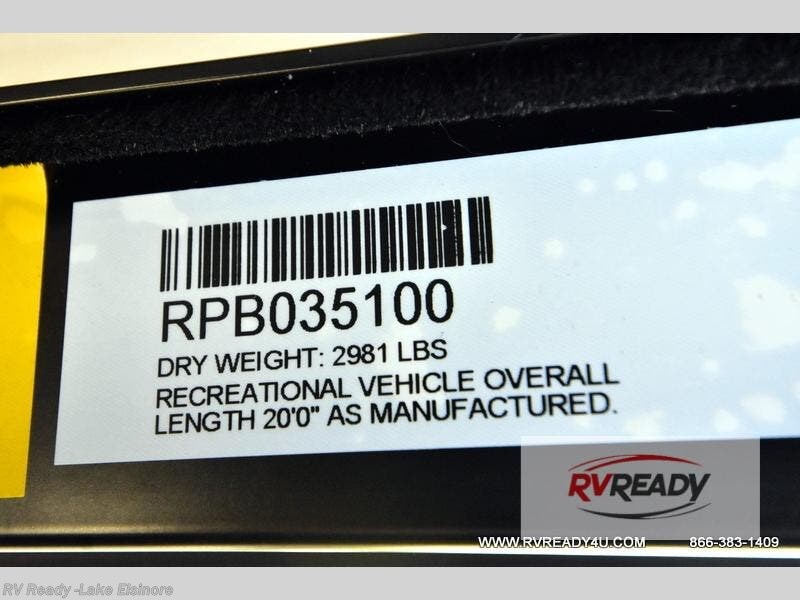 RPB035100
DRY WEIGHT: 2981 LBS
RECREATIONAL VEHICLE OVERALL
LENGTH 20'0" AS MANUFACTURED.
RVREADY
WWW.RVREADY4U.COM 866-383-1409
RV Ready -Lake Elsinore